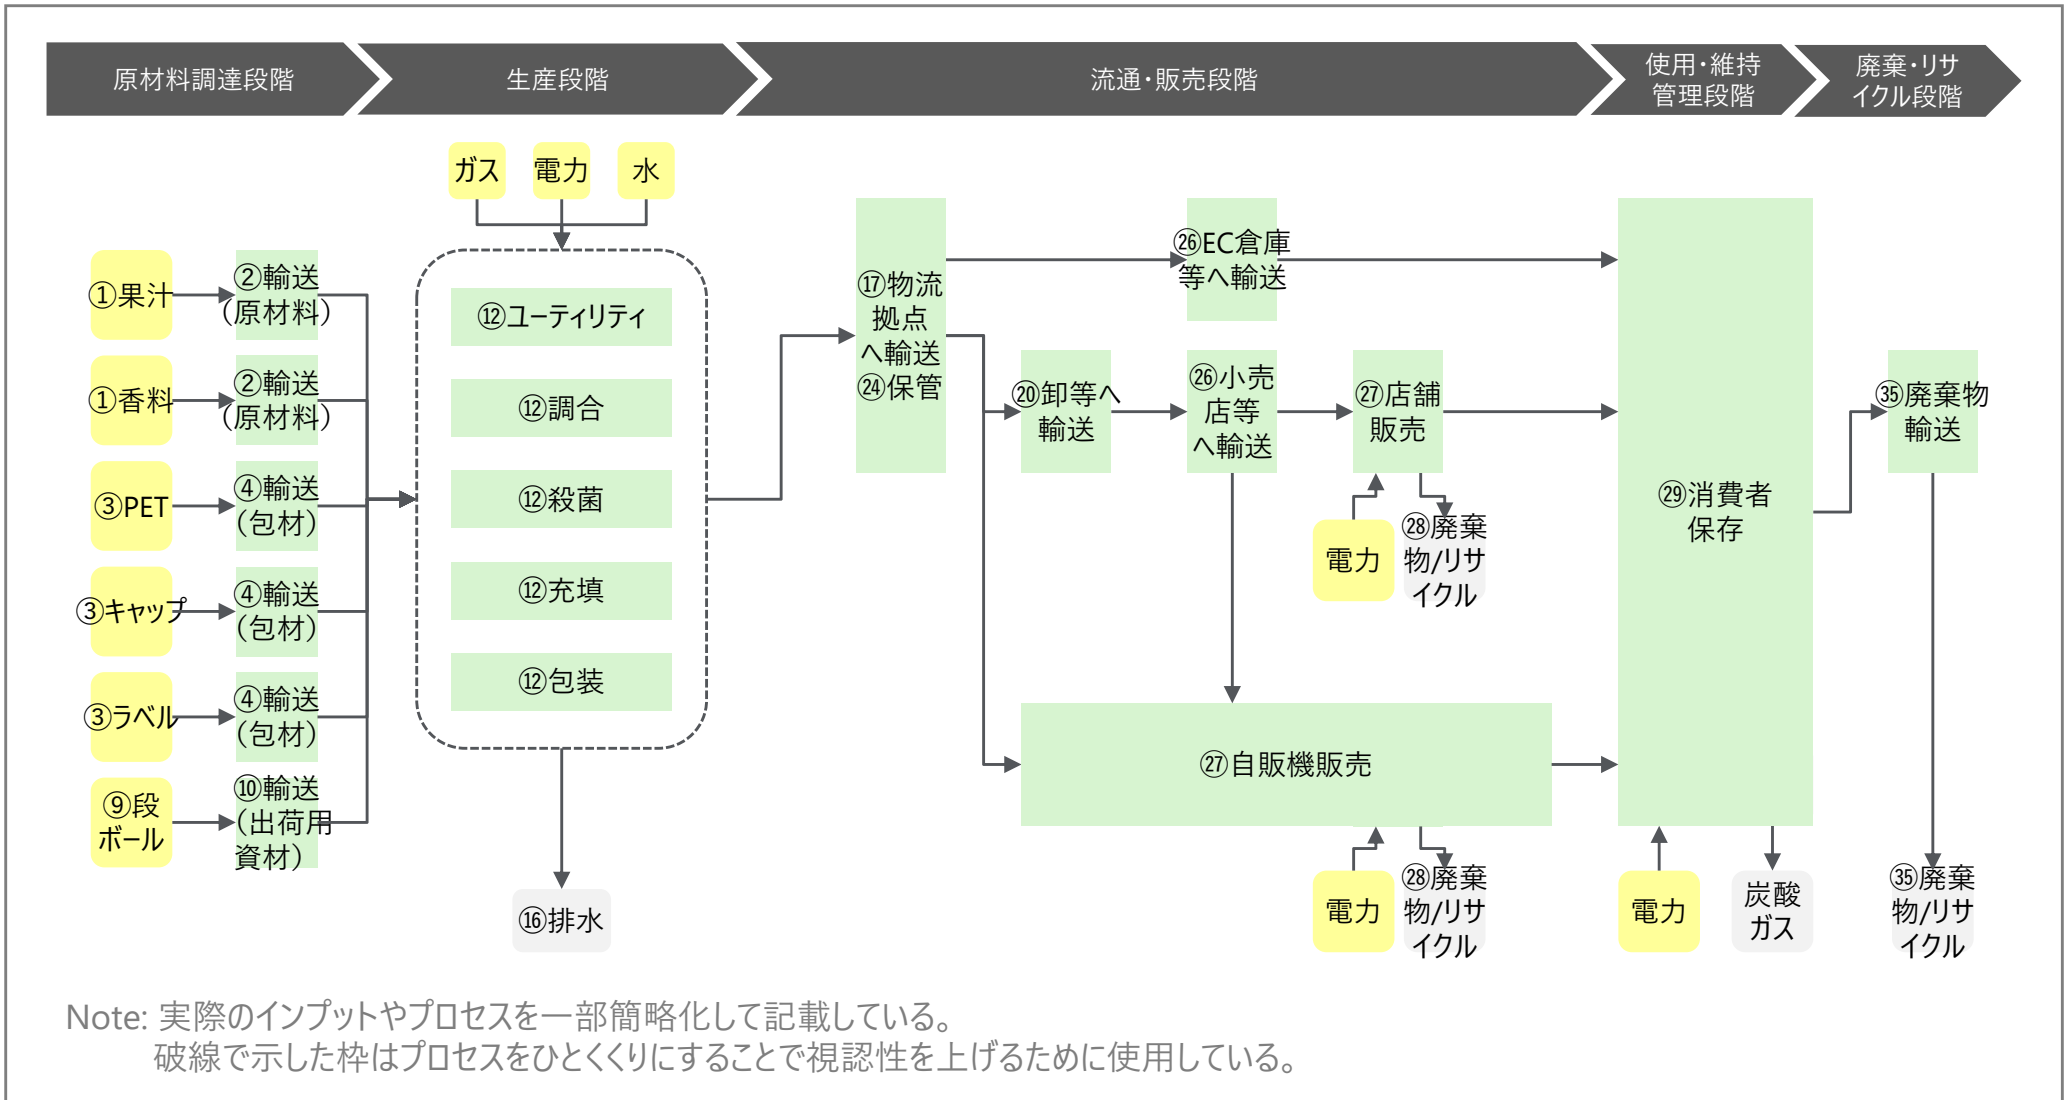 原材料調達段階
生産段階
流通・販売段階
使用・維持
管理段階
廃棄・リサ
イクル段階
ガス
電力
水
①果汁
②輸送
（原材料）
①香料
②輸送
（原材料）
③PET
④輸送
（包材）
③キャップ
④輸送
（包材）
③ラベル
④輸送
（包材）
⑨段
ボール
⑩輸送
（出荷用
資材）
⑫ユーティリティ
⑫調合
⑫殺菌
⑫充填
⑫包装
⑯排水
⑰物流
拠点
へ輸送
㉔保管
㉖EC倉庫
等へ輸送
⑳卸等へ
輸送
㉖小売
店等
へ輸送
㉗店舗
販売
電力
㉘廃棄
物/リサ
イクル
㉗自販機販売
電力
㉘廃棄
物/リサ
イクル
㉙消費者
保存
電力
炭酸
ガス
㉟廃棄物
輸送
㉟廃棄
物/リサ
イクル
Note: 実際のインプットやプロセスを一部簡略化して記載している。
破線で示した枠はプロセスをひとくくりにすることで視認性を上げるために使用している。